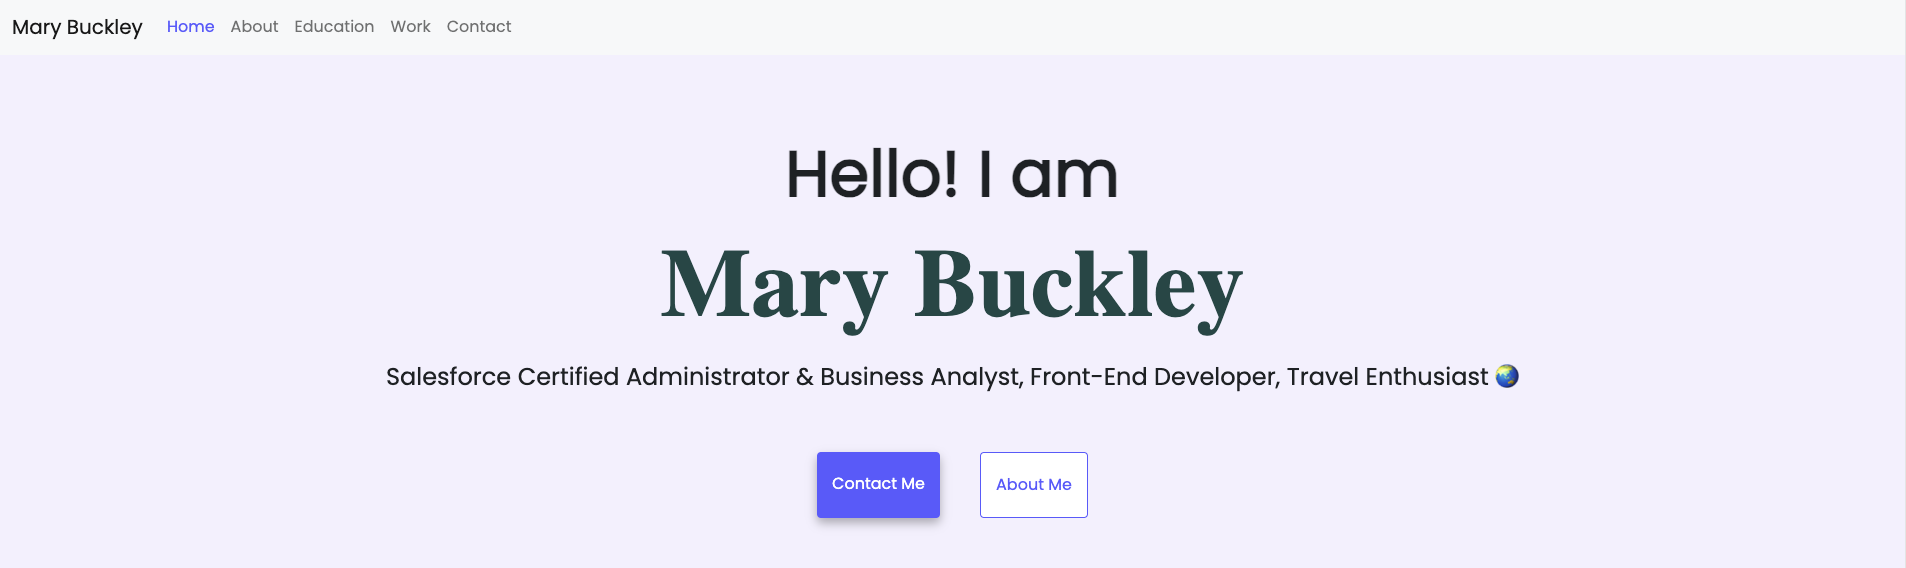 Mary Buckley Home About Education Work Contact
Hello! I am
Mary Buckley
Salesforce Certified Administrator & Business Analyst, Front-End Developer, Travel Enthusiast 🌏
Contact Me About Me